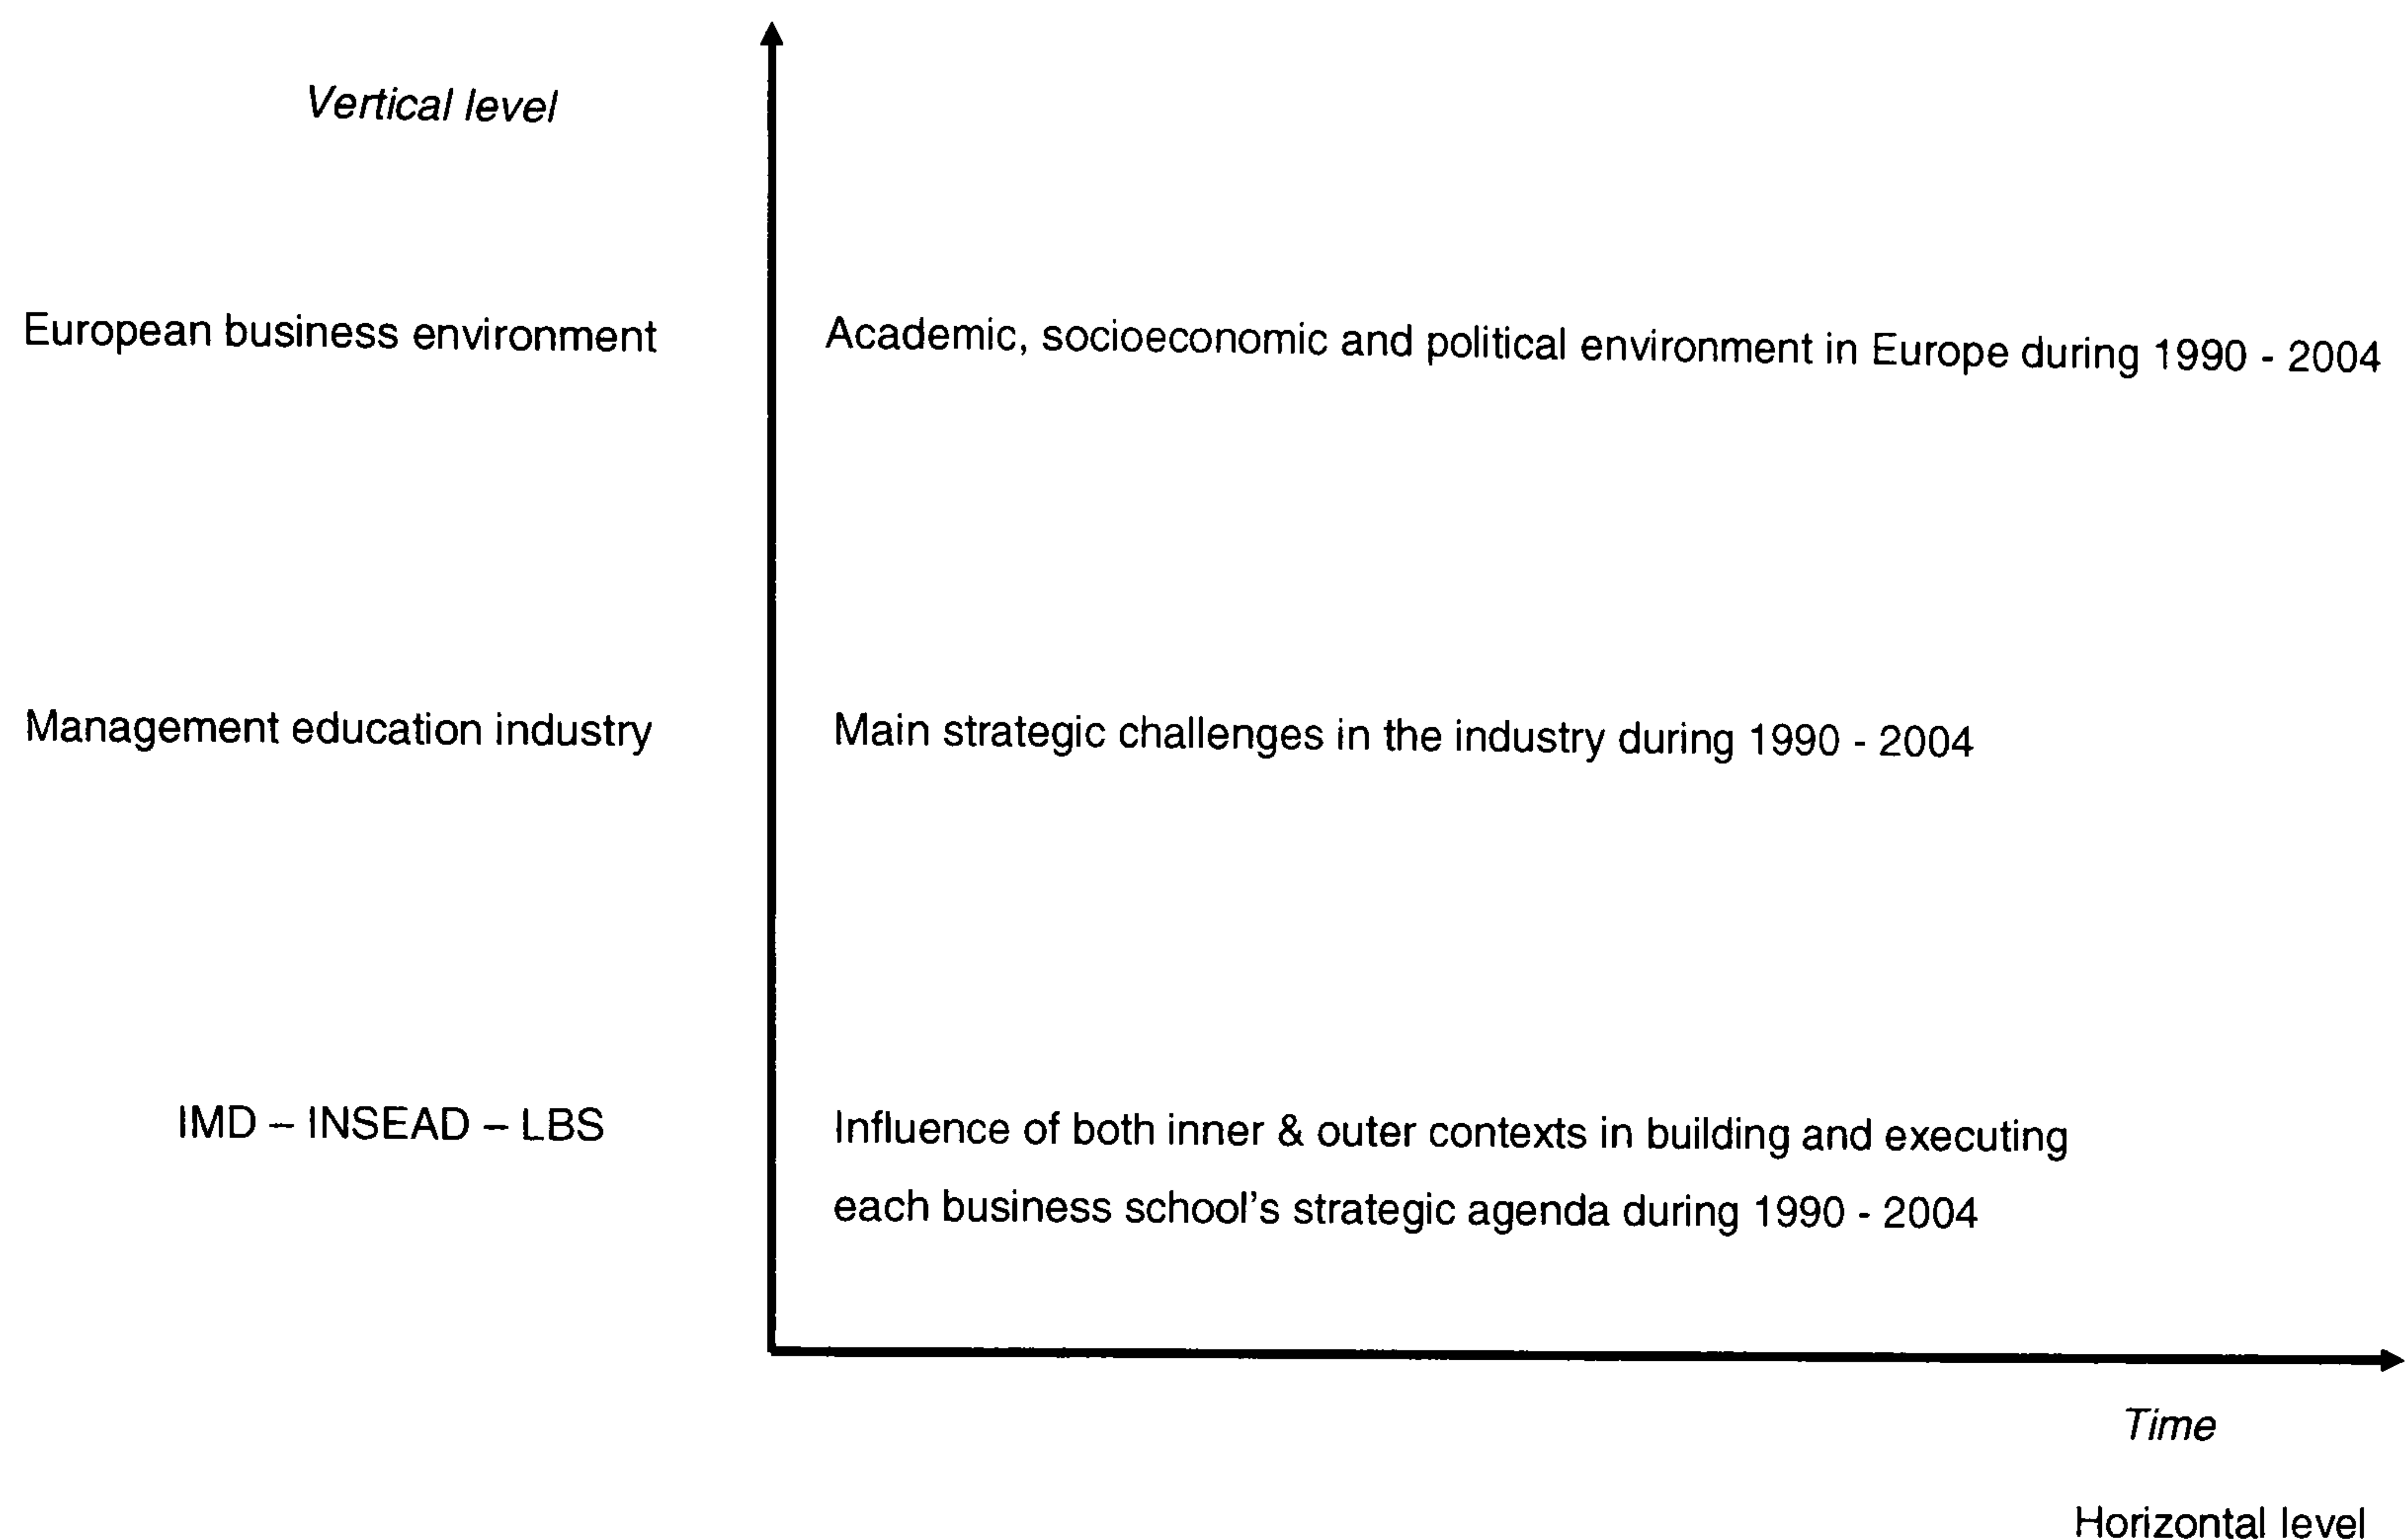 Vertical level
European business environment
Academic, socioeconomic and political environment in Europe during 1990 - 2004
Management education industry
Main strategic challenges in the industry during 1990 - 2004
IMD – INSEAD – LBS
Influence of both inner & outer contexts in building and executing
each business school's strategic agenda during 1990 - 2004
Time
Horizontal level